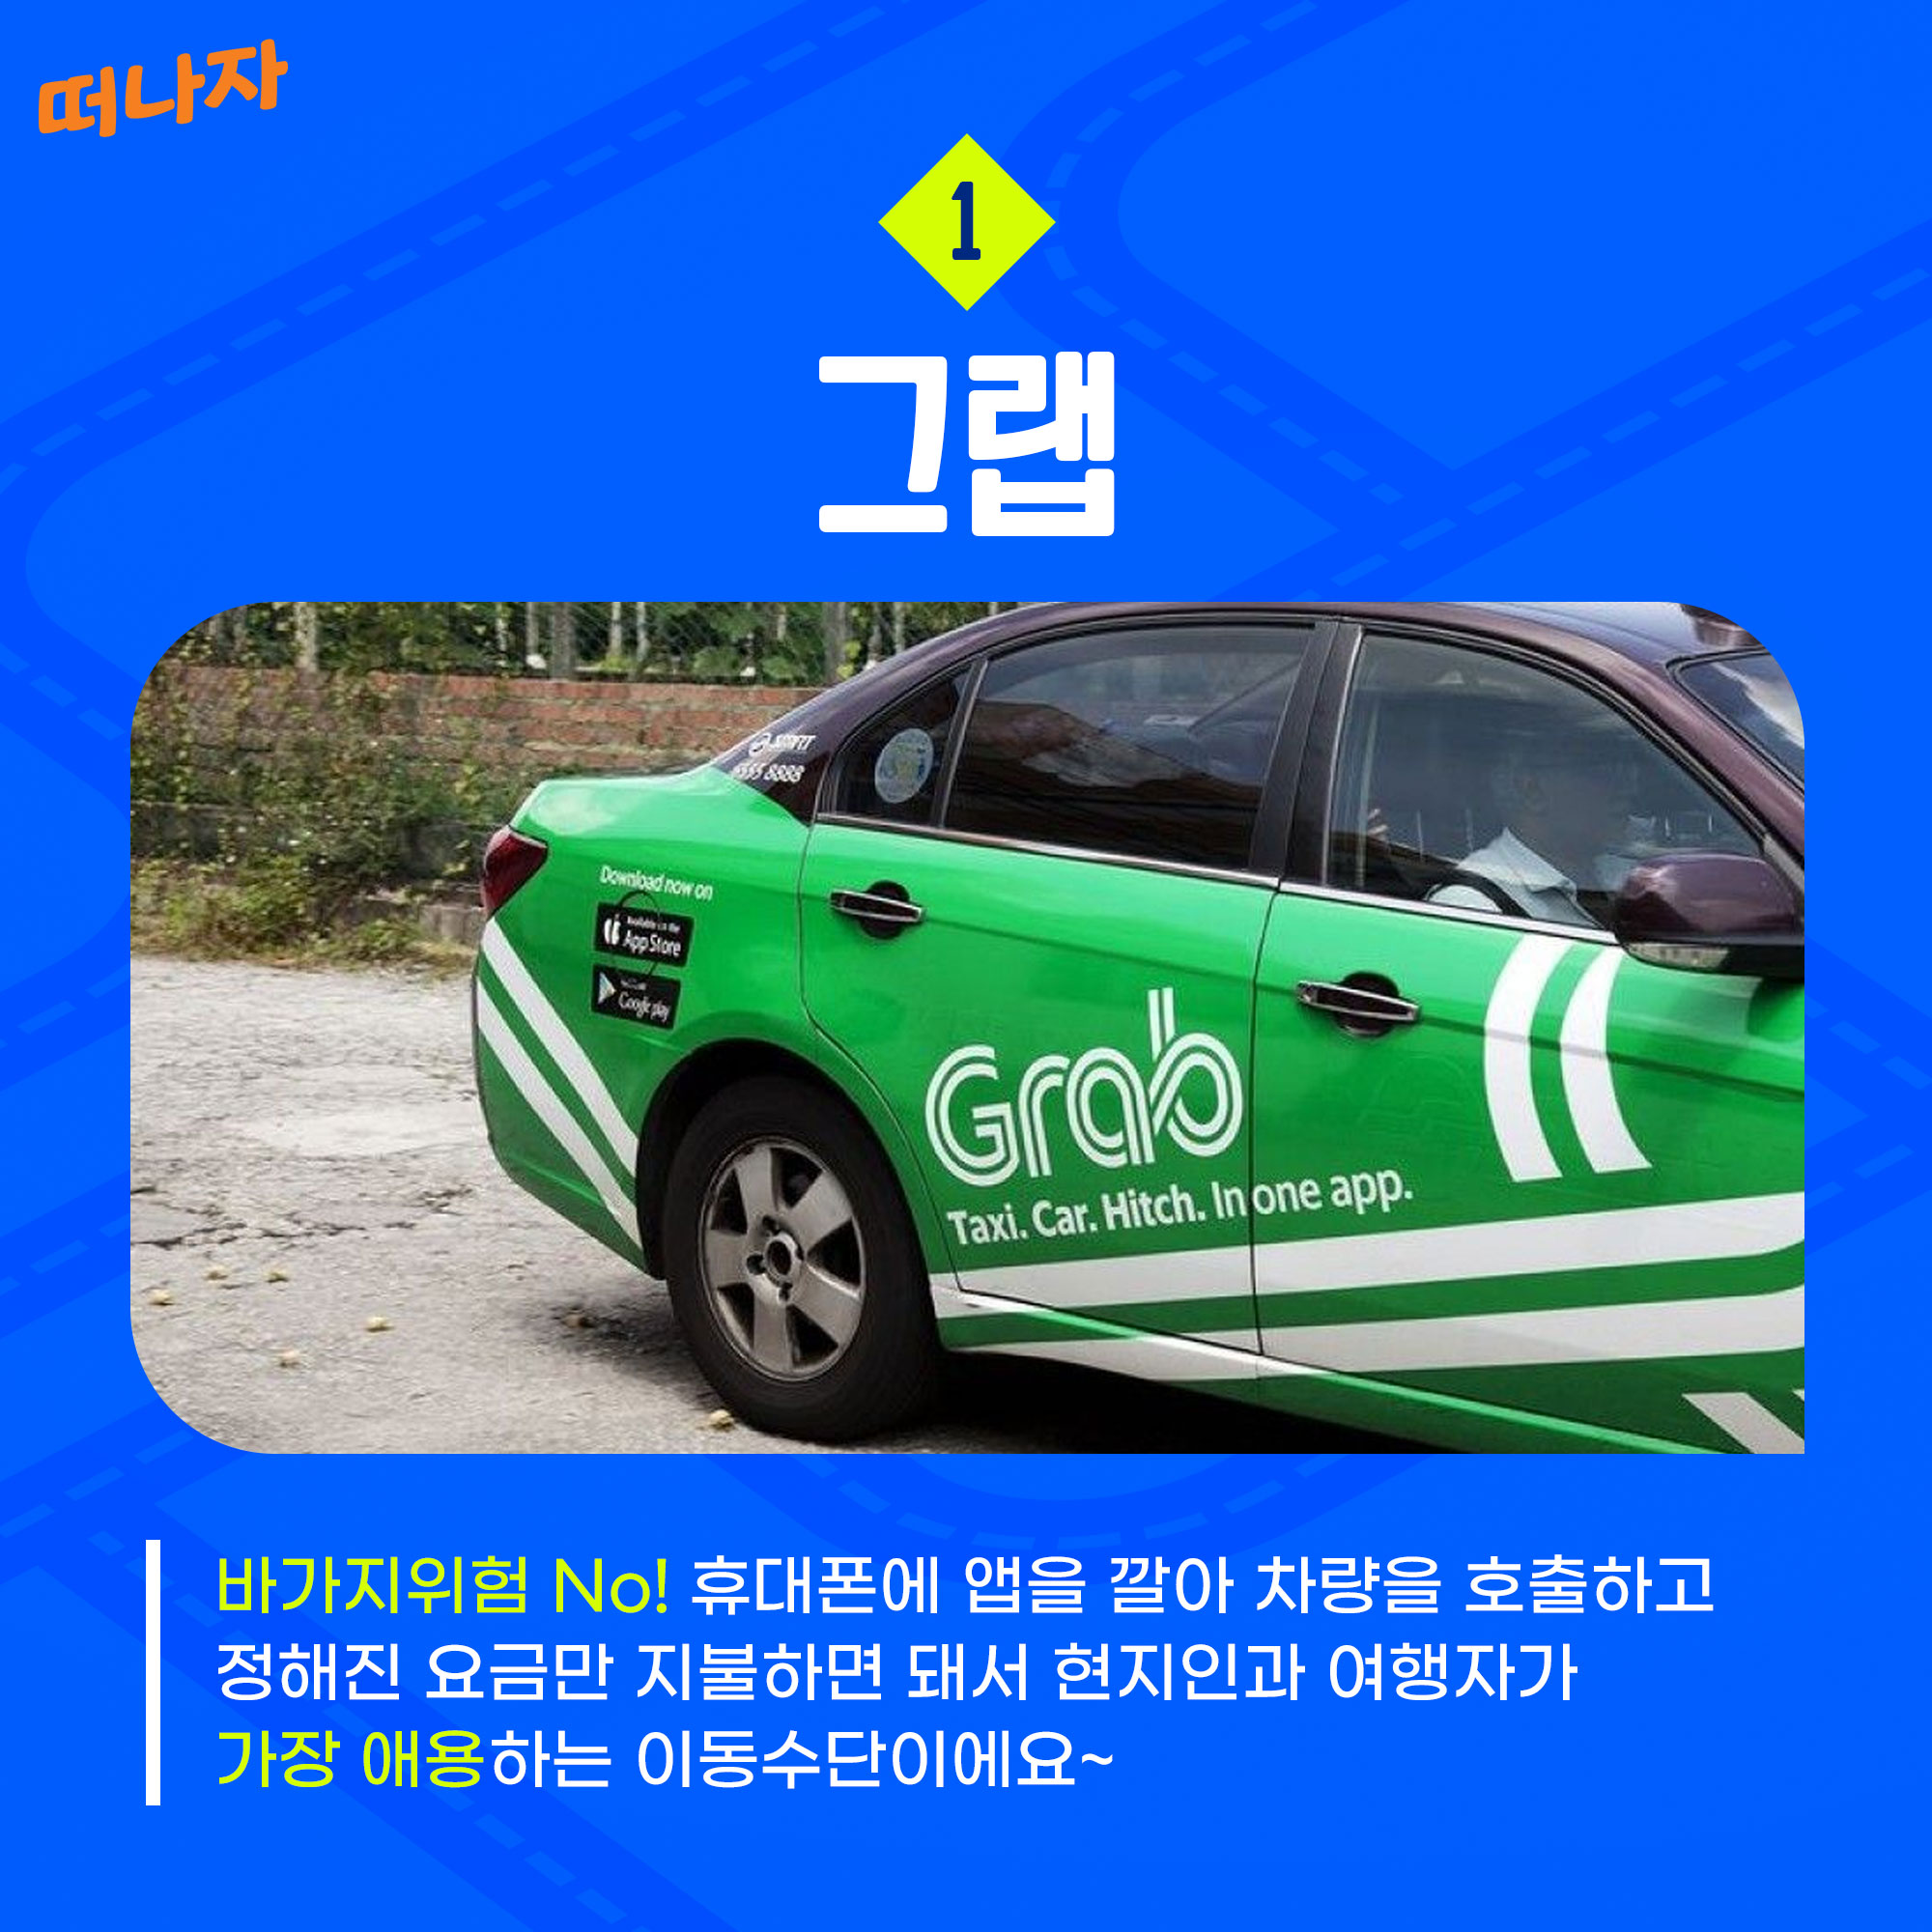 떠나자
1
그랩
8888
Download now on
App Store
Google play
Grab
Taxi. Car. Hitch. In one app.
바가지위험 No! 휴대폰에 앱을 깔아 차량을 호출하고
정해진 요금만 지불하면 돼서 현지인과 여행자가
가장 애용하는 이동수단이에요~